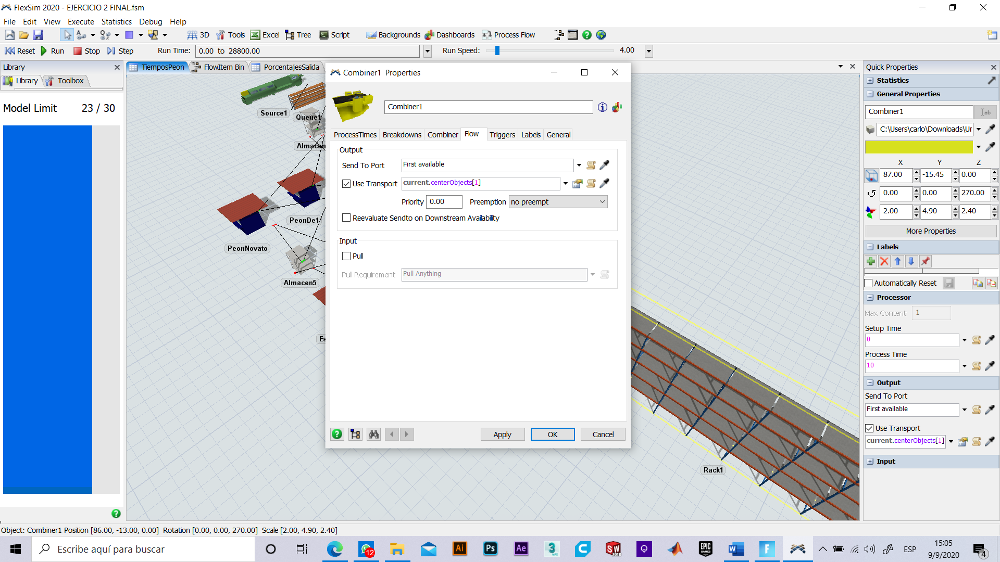 FlexSim 2020 - EJERCICIO 2 FINAL.fsm
File Edit View Execute Statistics Debug Help
3D Tools Excel Tree Script Backgrounds Dashboards Process Flow
Reset Run Stop Step Run Time: 0.00 to 28800.00 Run Speed: 4.00
Library
Library Toolbox
Model Limit 23 / 30
TiemposPeon FlowItem Bin PorcentajesSalida
Source1
Queue1
Almacen
PeonDe1
PeonNovato
Almacen5
Es
Rack1
Combiner1 Properties
Combiner1
ProcessTimes Breakdowns Combiner Flow Triggers Labels General
Output
Send To Port First available
Use Transport current.centerObjects[1]
Priority 0.00 Preemption no preempt
Reevaluate Sendto on Downstream Availability
Input
Pull
Pull Requirement Pull Anything
Apply OK Cancel
Quick Properties
Statistics
General Properties
Combiner1
C:\Users\carlo\Downloads\Ur
X Y Z
87.00 -15.45 0.00
0.00 0.00 270.00
2.00 4.90 2.40
More Properties
Labels
Automatically Reset
Processor
Max Content 1
Setup Time
0
Process Time
10
Output
Send To Port
First available
Use Transport
current.centerObjects[1]
Input
Object: Combiner1 Position [86.00, -13.00, 0.00] Rotation [0.00, 0.00, 270.00] Scale [2.00, 4.90, 2.40]
Escribe aquí para buscar
12
Ai
Ps
Ae
3
MAX
SW
2018
EPIC
GAMES
W
F
ESP
15:05
9/9/2020
4